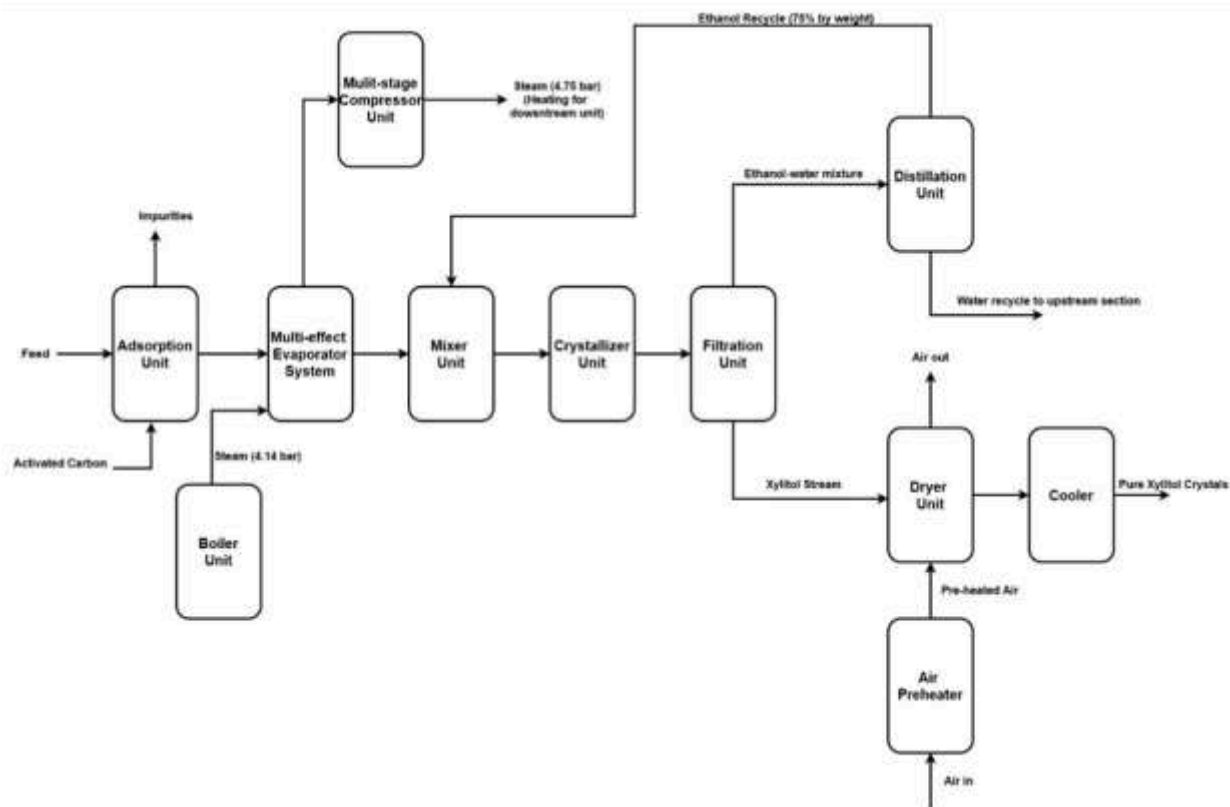 Ethanol Recycle (75% by weight)
Mulit-stage
Compressor
Unit
Steam (4.75 bar)
(Heating for
dowsntream unit)
Ethanol-water mixture
Distillation
Unit
Impurities
Water recycle to upstream section
Feed
Adsorption
Unit
Multi-effect
Evaporator
System
Mixer
Unit
Crystallizer
Unit
Filtration
Unit
Air out
Activated Carbon
Steam (4.14 bar)
Xylitol Stream
Dryer
Unit
Cooler
Pure Xylitol Crystals
Boiler
Unit
Pre-heated Air
Air
Preheater
Air in